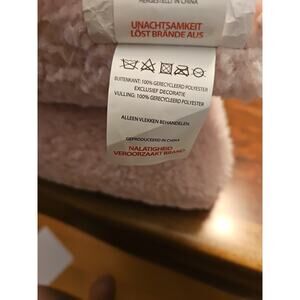 HERGESTELLT IN CHINA
UNACHTSAMKEIT
LÖST BRÄNDE AUS
BUITENKANT: 100% GERECYCLEERD POLYESTER
EXCLUSIEF DECORATIE
VULLING: 100% GERECYCLEERD POLYESTER
ALLEEN VLEKKEN BEHANDELEN
GEPRODUCEERD IN CHINA
NALATIGHEID
VEROORZAAKT BRAND